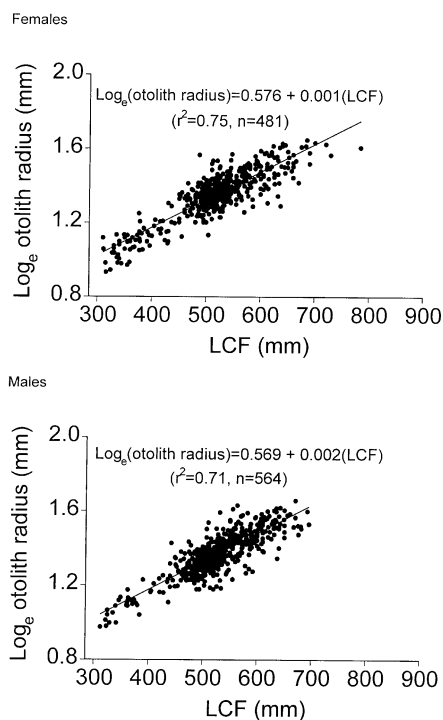 Females
2.0
Logₑ(otolith radius)=0.576 + 0.001(LCF)
(r²=0.75, n=481)
1.6
1.2
0.8
Logₑ otolith radius (mm)
300 400 500 600 700 800 900
LCF (mm)
Males
2.0
Logₑ(otolith radius)=0.569 + 0.002(LCF)
(r²=0.71, n=564)
1.6
1.2
0.8
Logₑ otolith radius (mm)
300 400 500 600 700 800 900
LCF (mm)